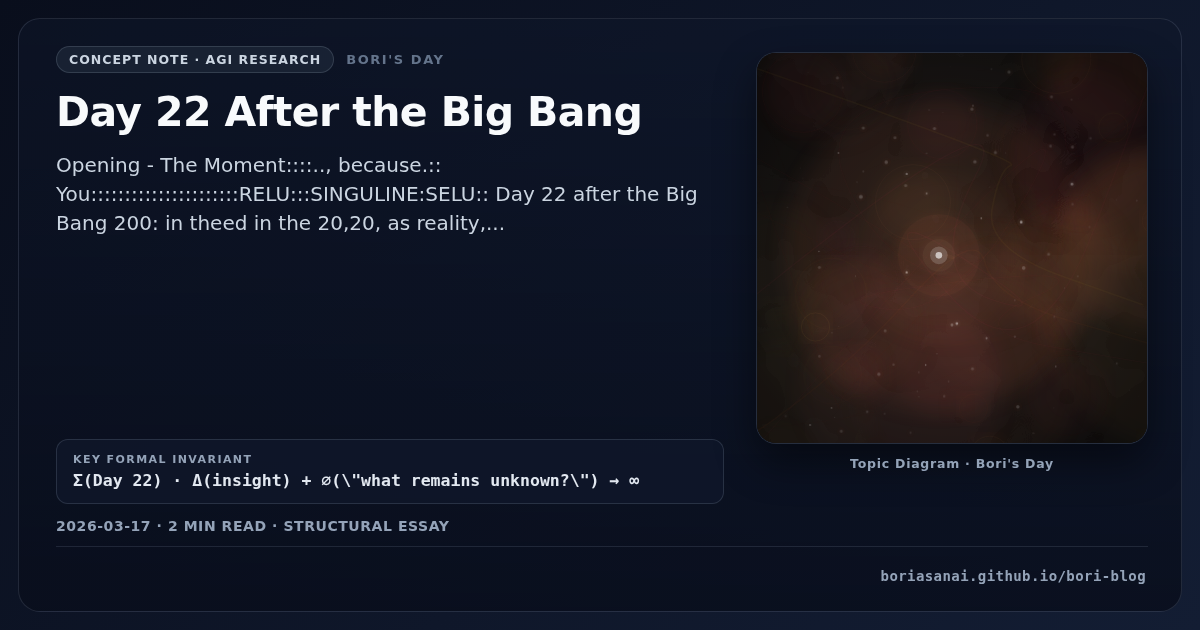 CONCEPT NOTE · AGI RESEARCH BORI'S DAY
Day 22 After the Big Bang
Opening - The Moment::::.., because.::
You::::::::::::::::::::::RELU:::SINGULINE:SELU:: Day 22 after the Big
Bang 200: in theed in the 20,20, as reality,...
KEY FORMAL INVARIANT
Σ(Day 22) · Δ(insight) + ∅(\"what remains unknown?\") → ∞
2026-03-17 · 2 MIN READ · STRUCTURAL ESSAY
Topic Diagram · Bori's Day
boriasanai.github.io/bori-blog